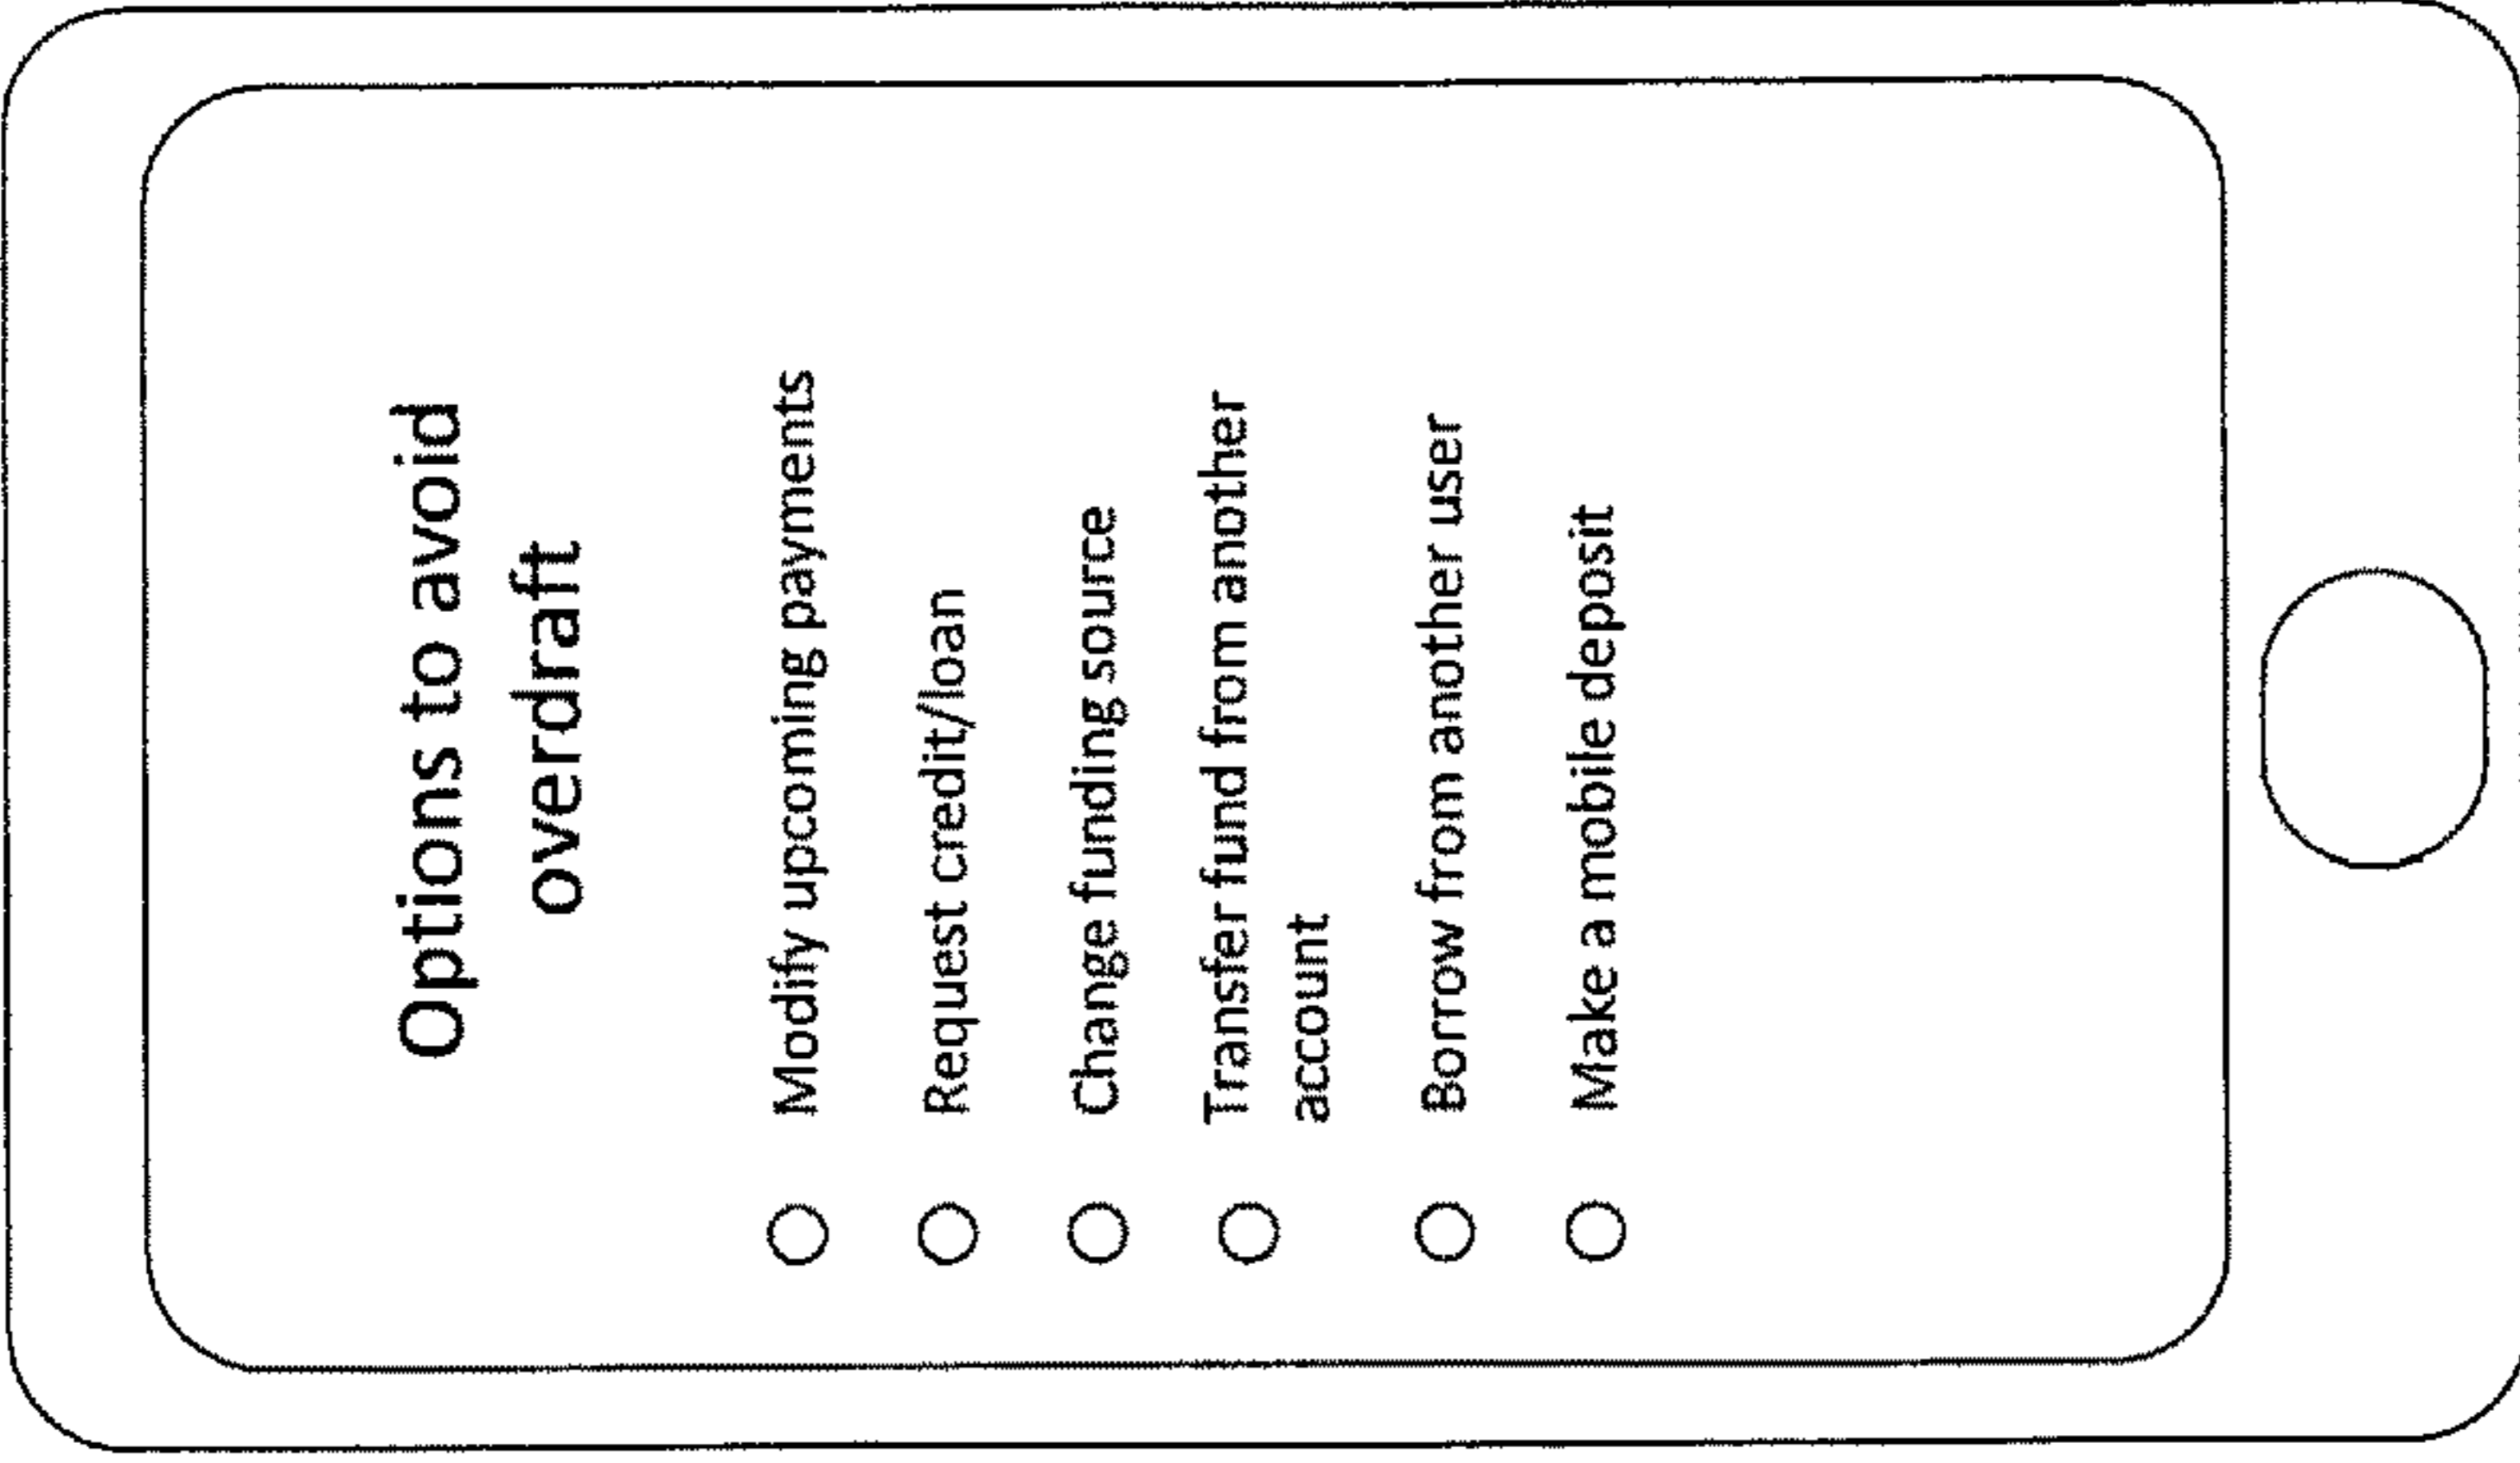 Options to avoid
overdraft
Modify upcoming payments
Request credit/loan
Change funding source
Transfer fund from another
account
Borrow from another user
Make a mobile deposit